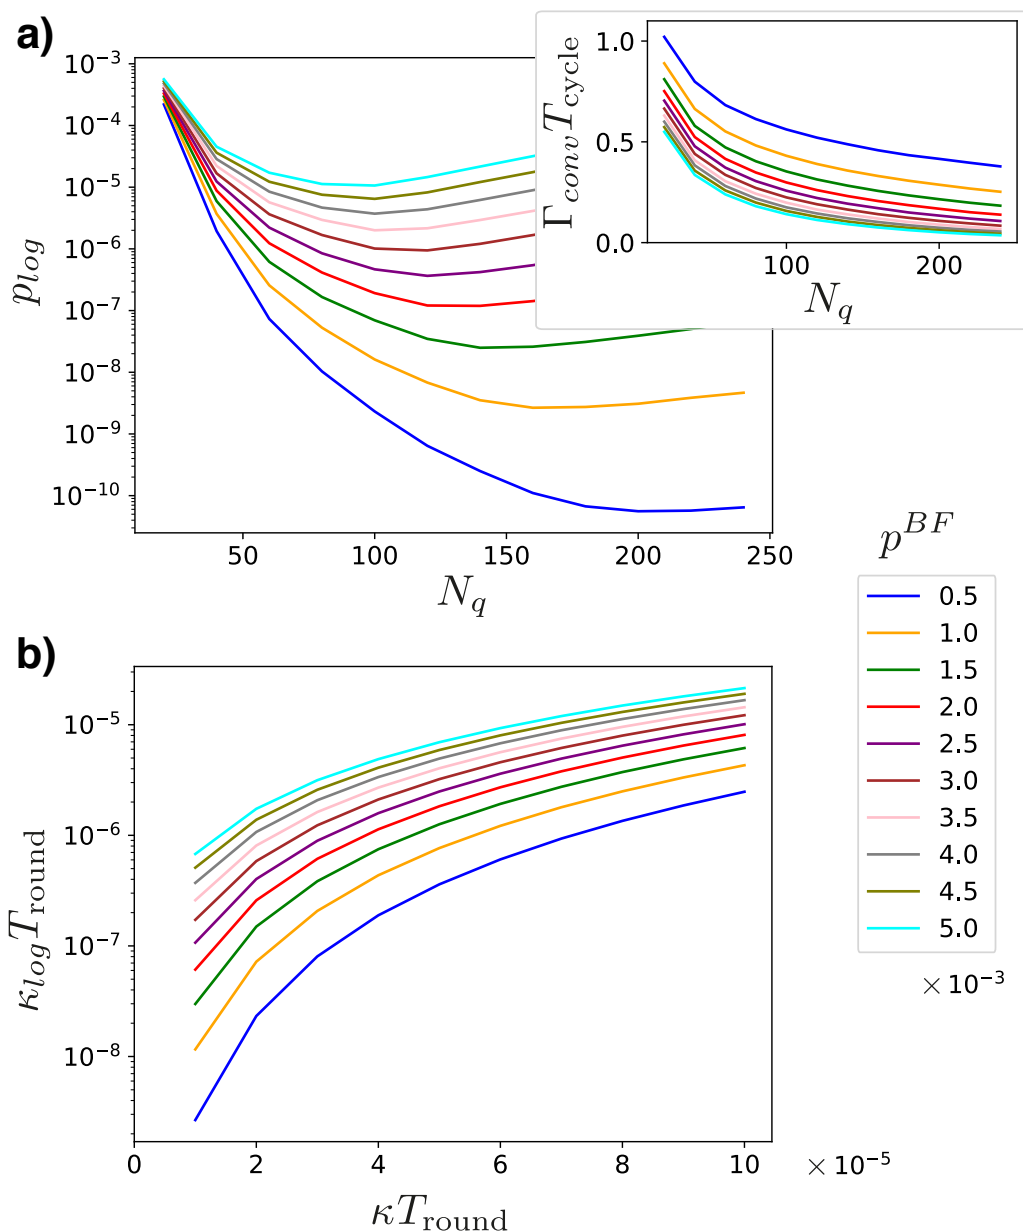 a)
10⁻³
10⁻⁴
10⁻⁵
10⁻⁶
10⁻⁷
10⁻⁸
10⁻⁹
10⁻¹⁰
p_log
50 100 150 200 250
N_q
1.0
0.5
0.0
Γ_conv T_cycle
100 200
N_q
p^BF
0.5
1.0
1.5
2.0
2.5
3.0
3.5
4.0
4.5
5.0
× 10⁻³
b)
10⁻⁵
10⁻⁶
10⁻⁷
10⁻⁸
κ_log T_round
0 2 4 6 8 10 × 10⁻⁵
κT_round